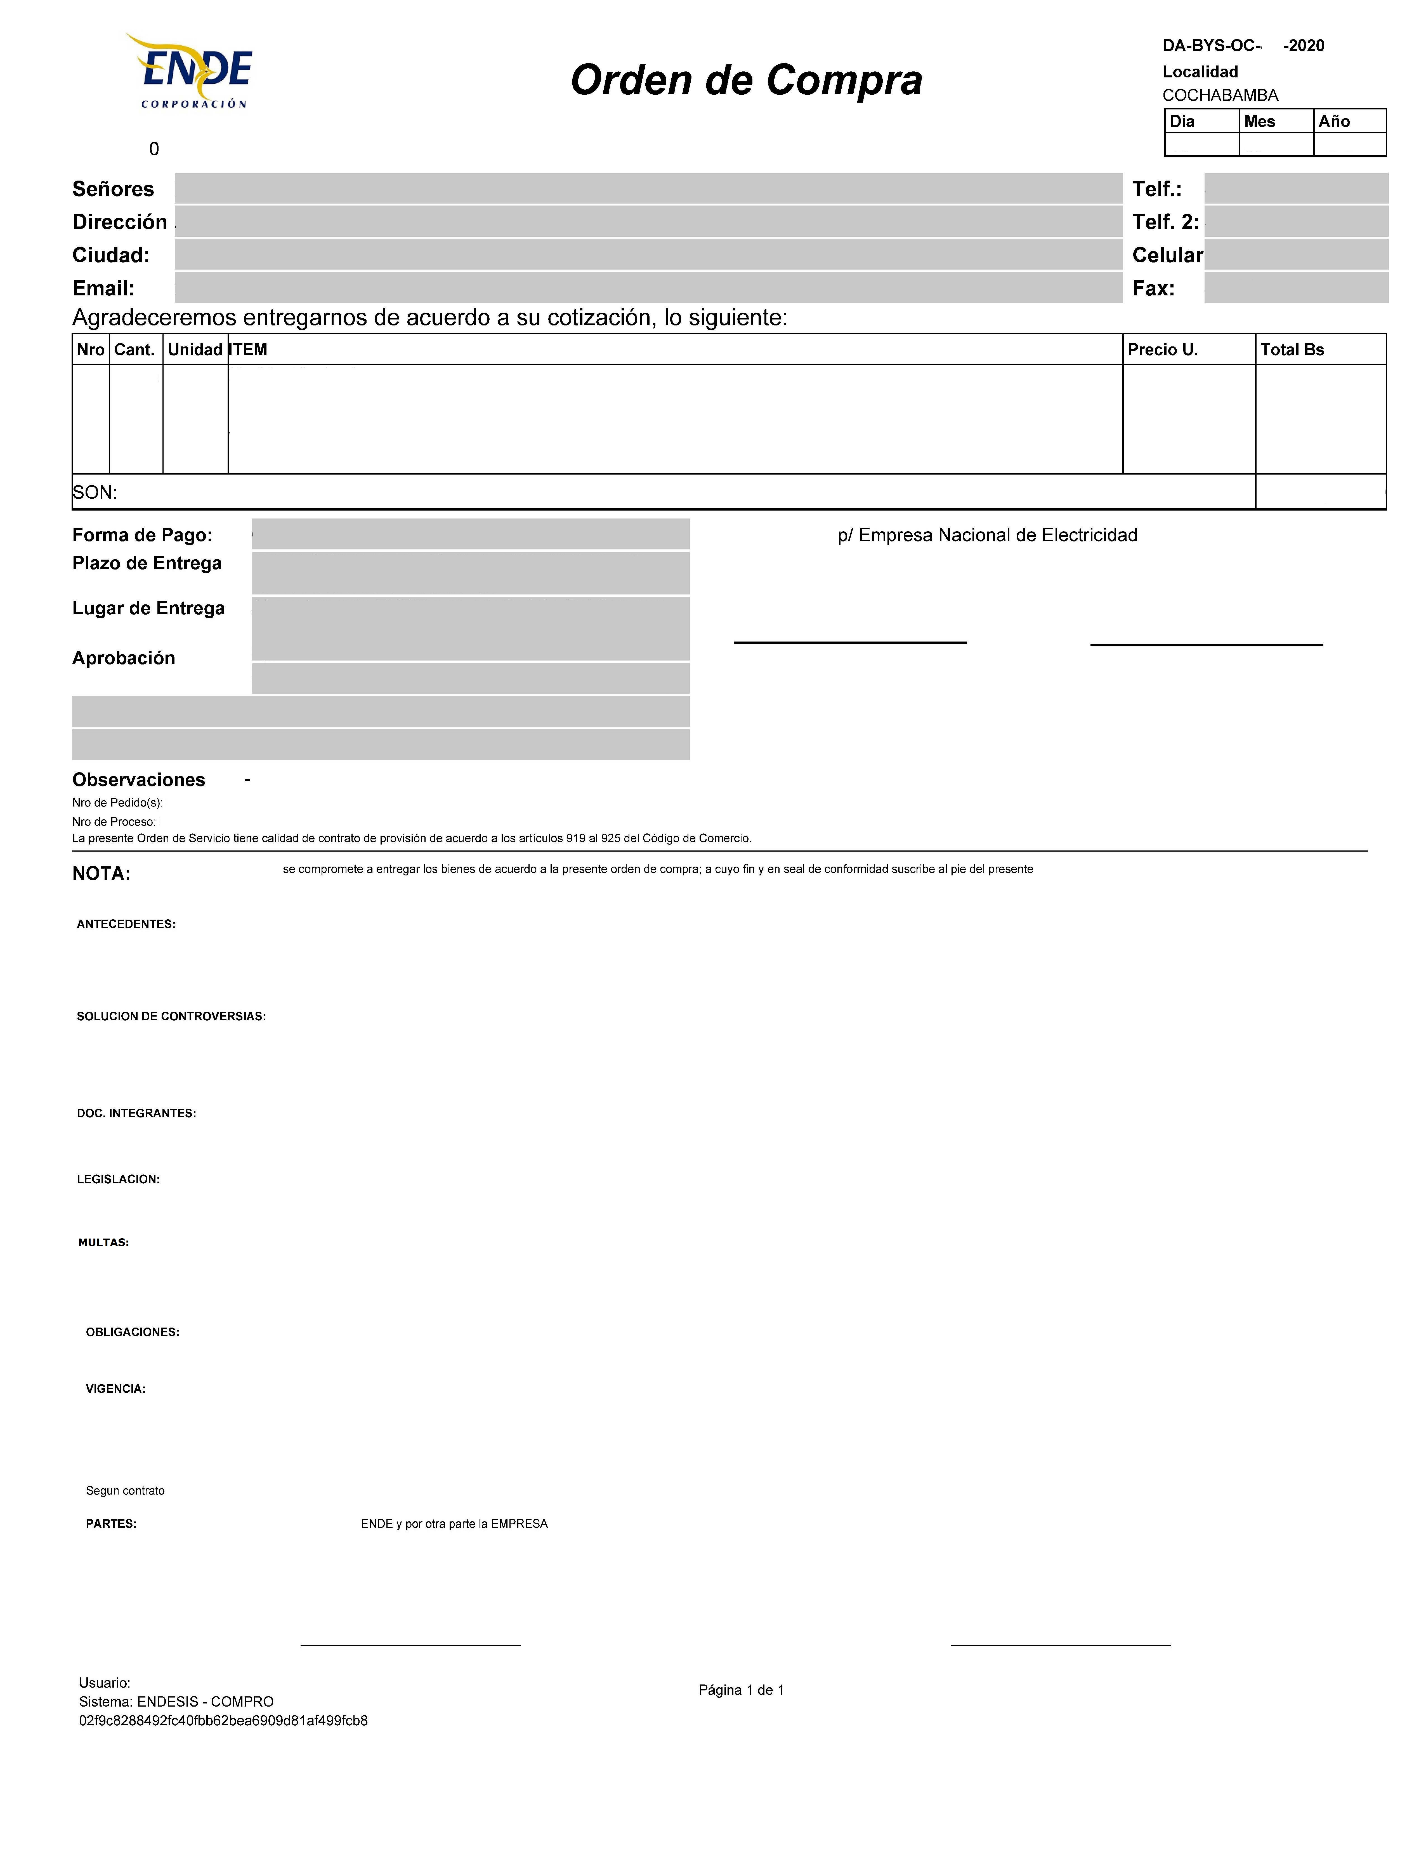 ENDE
CORPORACIÓN
Orden de Compra
DA-BYS-OC- -2020
Localidad
COCHABAMBA
Dia Mes Año
0
Señores Telf.:
Dirección Telf. 2:
Ciudad: Celular
Email: Fax:
Agradeceremos entregarnos de acuerdo a su cotización, lo siguiente:
Nro Cant. Unidad ITEM Precio U. Total Bs
SON:
Forma de Pago: p/ Empresa Nacional de Electricidad
Plazo de Entrega
Lugar de Entrega
Aprobación
Observaciones -
Nro de Pedido(s):
Nro de Proceso:
La presente Orden de Servicio tiene calidad de contrato de provisión de acuerdo a los artículos 919 al 925 del Código de Comercio.
NOTA: se compromete a entregar los bienes de acuerdo a la presente orden de compra; a cuyo fin y en seal de conformidad suscribe al pie del presente
ANTECEDENTES:
SOLUCION DE CONTROVERSIAS:
DOC. INTEGRANTES:
LEGISLACION:
MULTAS:
OBLIGACIONES:
VIGENCIA:
Segun contrato
PARTES: ENDE y por otra parte la EMPRESA
Usuario:
Sistema: ENDESIS - COMPRO
02f9c8288492fc40fbb62bea6909d81af499fcb8
Página 1 de 1